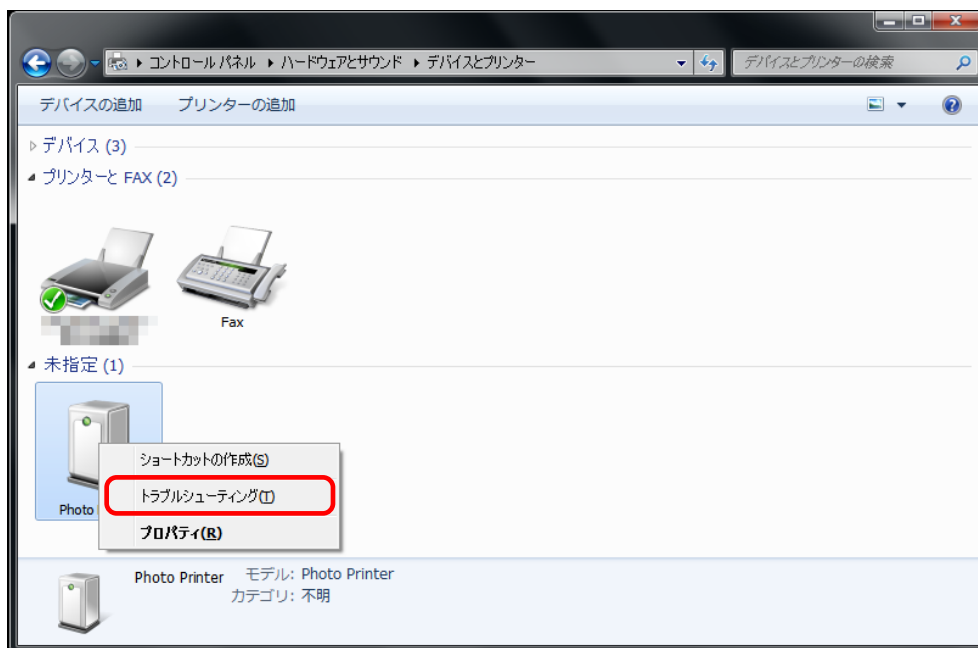 コントロール パネル ▸ ハードウェアとサウンド ▸ デバイスとプリンター
デバイスとプリンターの検索
デバイスの追加 プリンターの追加
デバイス (3)
プリンターと FAX (2)
Fax
未指定 (1)
ショートカットの作成(S)
トラブルシューティング(T)
Photo
プロパティ(R)
Photo Printer モデル: Photo Printer
カテゴリ: 不明